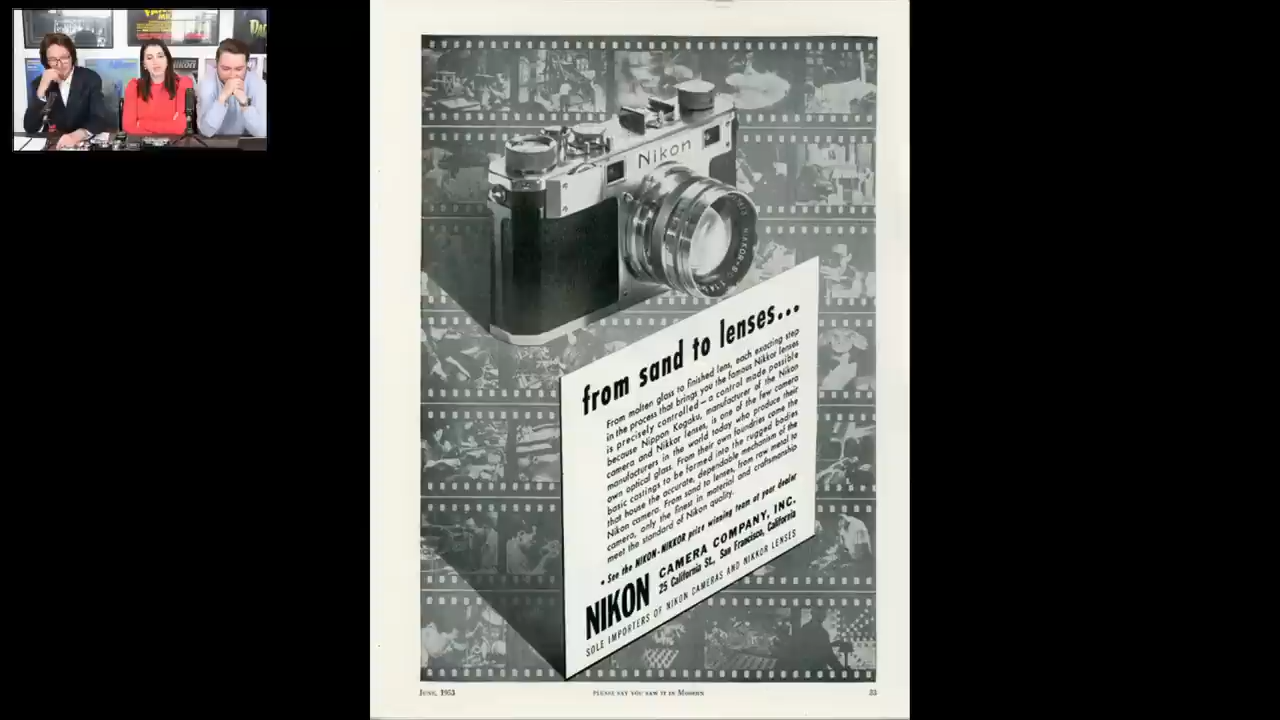 Nikon
from sand to lenses...
From molten glass to finished lens, each exacting step
in the process that brings you the famous Nikkor lenses
is precisely controlled—a control made possible
because Nippon Kogaku, manufacturer of the Nikon
camera and Nikkor lenses, is one of the few camera
manufacturers in the world today who produce their
own optical glass. From their own foundries come the
basic castings to be formed into the rugged bodies
that house the accurate, dependable mechanism of the
Nikon camera. From sand to lenses, from raw metal to
camera, only the finest in material and craftsmanship
meet the standard of Nikon quality.
• See the NIKON-NIKKOR prize winning team at your dealer
NIKON CAMERA COMPANY, INC.
25 California St., San Francisco, California
SOLE IMPORTERS OF NIKON CAMERAS AND NIKKOR LENSES
June, 1953
PLEASE SAY YOU SAW IT IN MODERN
33